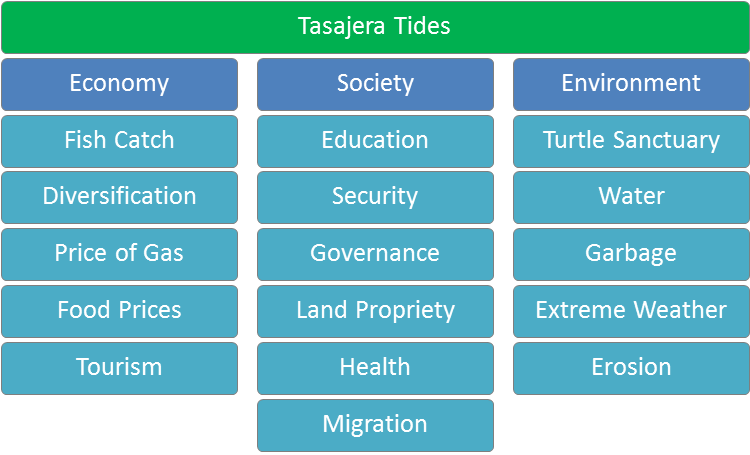 Tasajera Tides
Economy
Society
Environment
Fish Catch
Education
Turtle Sanctuary
Diversification
Security
Water
Price of Gas
Governance
Garbage
Food Prices
Land Propriety
Extreme Weather
Tourism
Health
Erosion
Migration